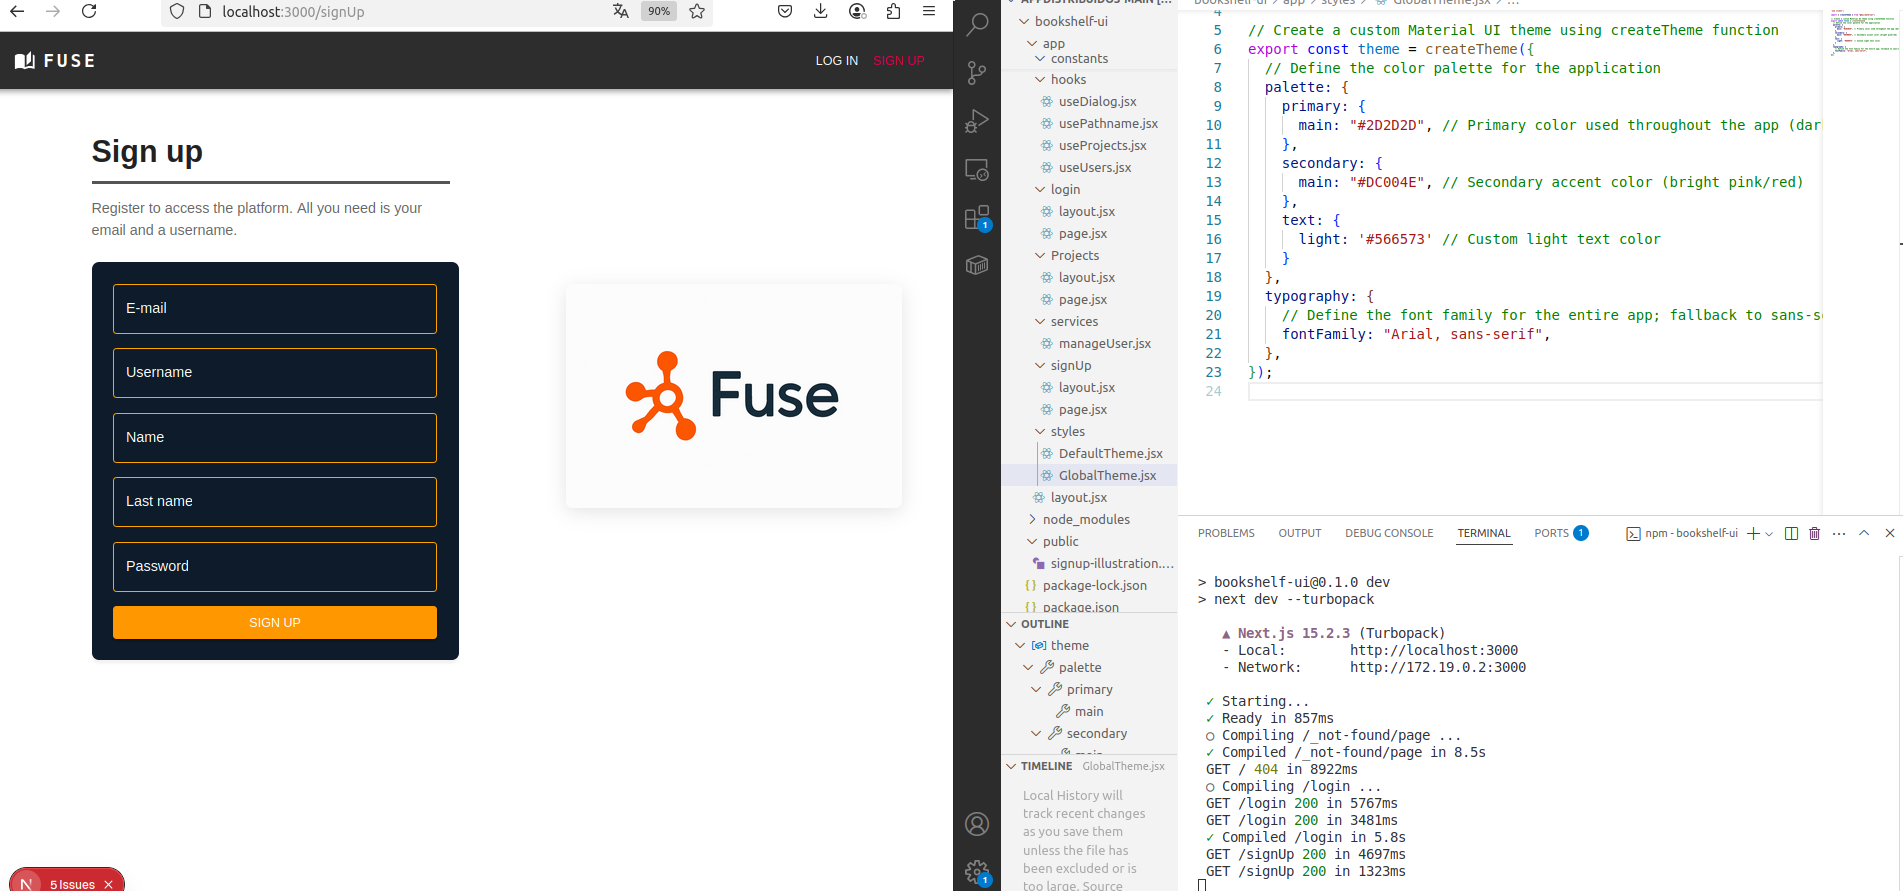 localhost:3000/signUp
90%
FUSE
LOG IN
SIGN UP
Sign up
Register to access the platform. All you need is your
email and a username.
E-mail
Username
Name
Last name
Password
SIGN UP
Fuse
N
5 Issues
bookshelf-ui
app
constants
hooks
useDialog.jsx
usePathname.jsx
useProjects.jsx
useUsers.jsx
login
layout.jsx
page.jsx
Projects
layout.jsx
page.jsx
services
manageUser.jsx
signUp
layout.jsx
page.jsx
styles
DefaultTheme.jsx
GlobalTheme.jsx
layout.jsx
node_modules
public
signup-illustration....
package-lock.json
package.json
OUTLINE
theme
palette
primary
main
secondary
main
TIMELINE GlobalTheme.jsx
Local History will
track recent changes
as you save them
unless the file has
been excluded or is
too large. Source
1
1
4
5 // Create a custom Material UI theme using createTheme function
6 export const theme = createTheme({
7 // Define the color palette for the application
8 palette: {
9 primary: {
10 main: "#2D2D2D", // Primary color used throughout the app (dar
11 },
12 secondary: {
13 main: "#DC004E", // Secondary accent color (bright pink/red)
14 },
15 text: {
16 light: '#566573' // Custom light text color
17 }
18 },
19 typography: {
20 // Define the font family for the entire app; fallback to sans-s
21 fontFamily: "Arial, sans-serif",
22 },
23 });
24
PROBLEMS OUTPUT DEBUG CONSOLE TERMINAL PORTS 1 npm - bookshelf-ui
> bookshelf-ui@0.1.0 dev
> next dev --turbopack
▲ Next.js 15.2.3 (Turbopack)
- Local: http://localhost:3000
- Network: http://172.19.0.2:3000
✓ Starting...
✓ Ready in 857ms
○ Compiling /_not-found/page ...
✓ Compiled /_not-found/page in 8.5s
GET / 404 in 8922ms
○ Compiling /login ...
GET /login 200 in 5767ms
GET /login 200 in 3481ms
✓ Compiled /login in 5.8s
GET /signUp 200 in 4697ms
GET /signUp 200 in 1323ms